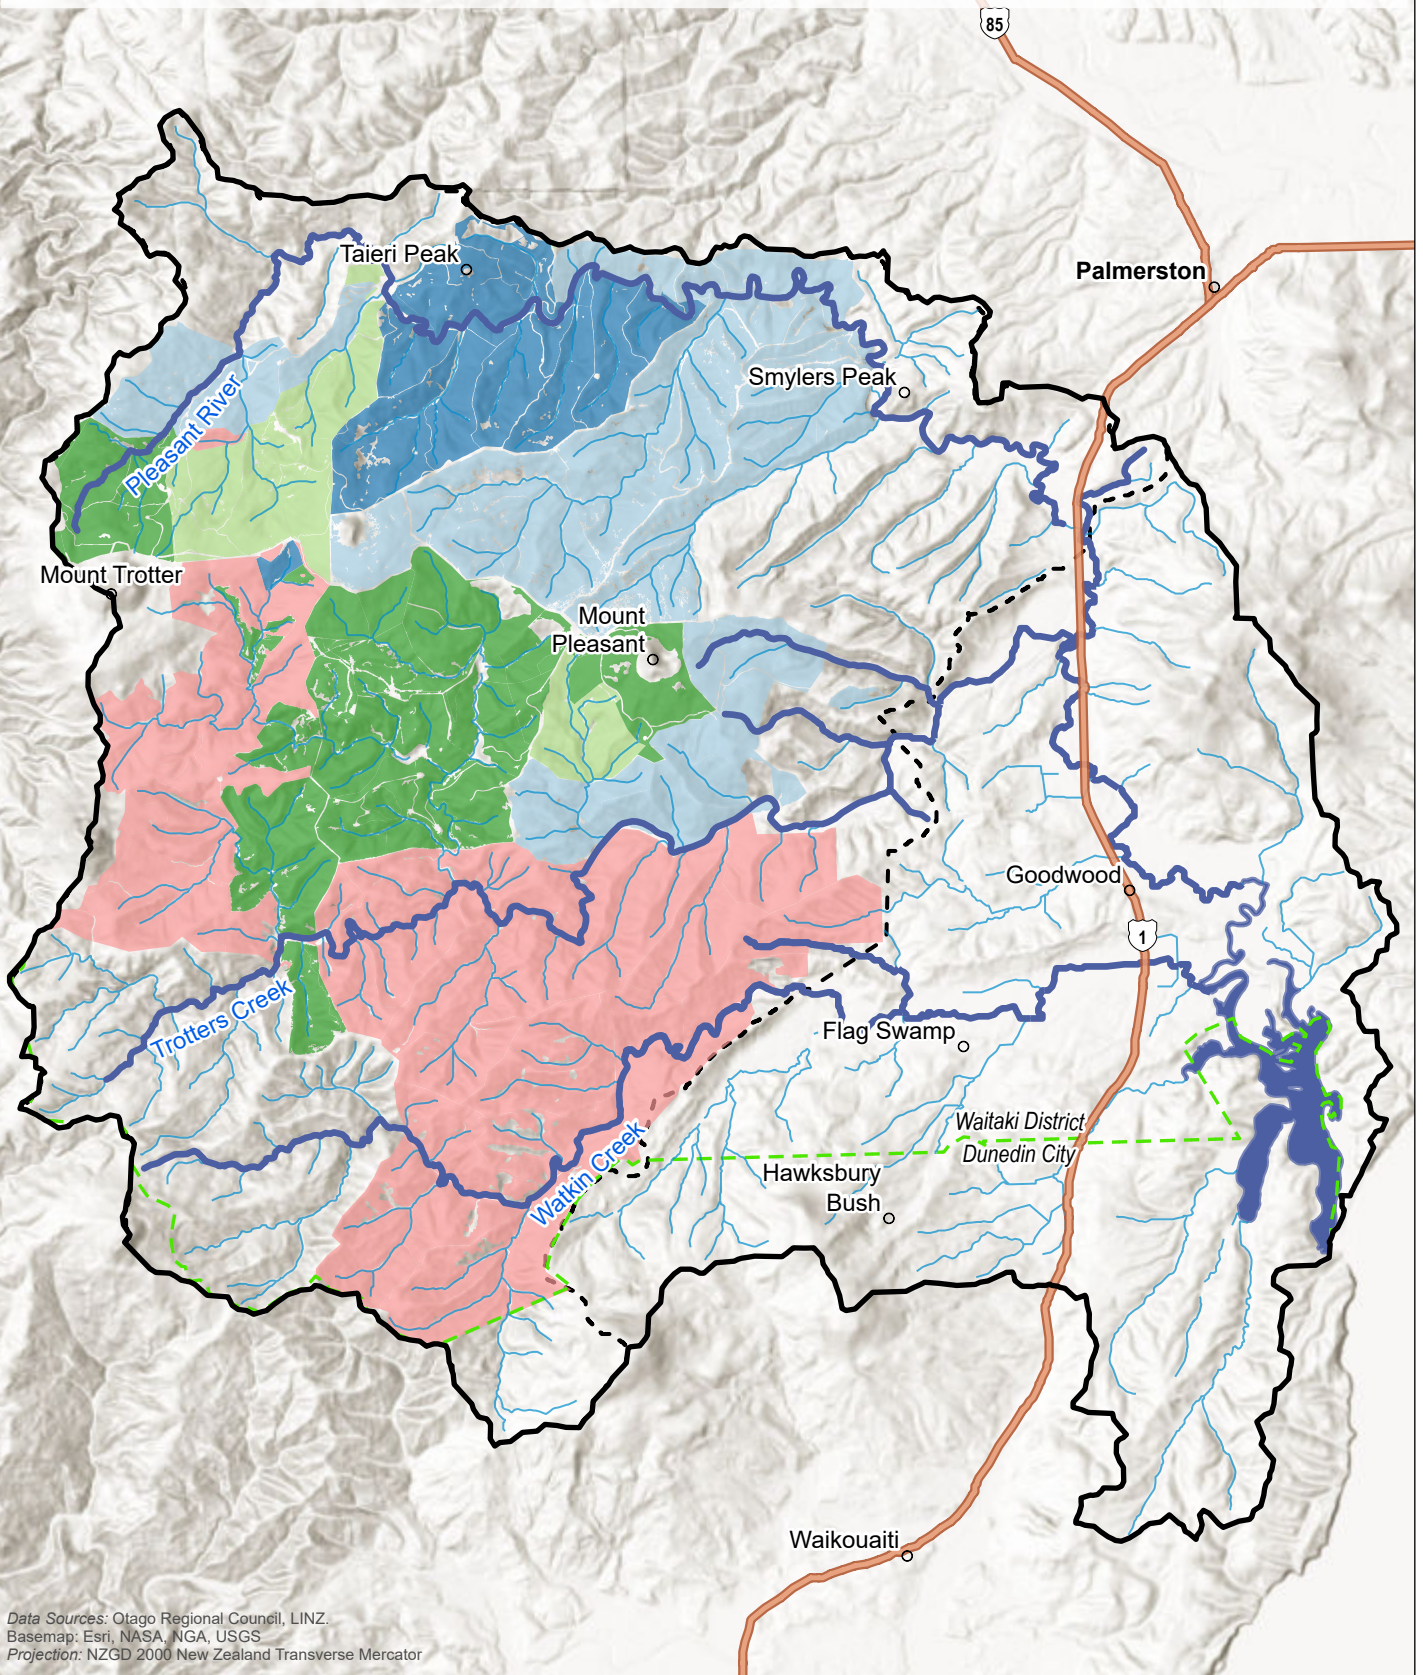 85
Taieri Peak
Palmerston
Smylers Peak
Pleasant River
Mount Trotter
Mount
Pleasant
Goodwood
1
Trotters Creek
Flag Swamp
Waitaki District
Dunedin City
Watkin Creek
Hawksbury
Bush
Waikouaiti
Data Sources: Otago Regional Council, LINZ.
Basemap: Esri, NASA, NGA, USGS
Projection: NZGD 2000 New Zealand Transverse Mercator